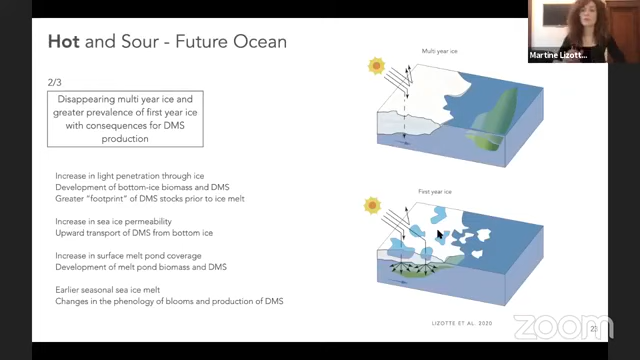 Hot and Sour - Future Ocean
2/3
Disappearing multi year ice and
greater prevalence of first year ice
with consequences for DMS
production
Increase in light penetration through ice
Development of bottom-ice biomass and DMS
Greater "footprint" of DMS stocks prior to ice melt
Increase in sea ice permeability
Upward transport of DMS from bottom ice
Increase in surface melt pond coverage
Development of melt pond biomass and DMS
Earlier seasonal sea ice melt
Changes in the phenology of blooms and production of DMS
Multi year ice
First year ice
LIZOTTE ET AL. 2020
Martine Lizott...
zoom